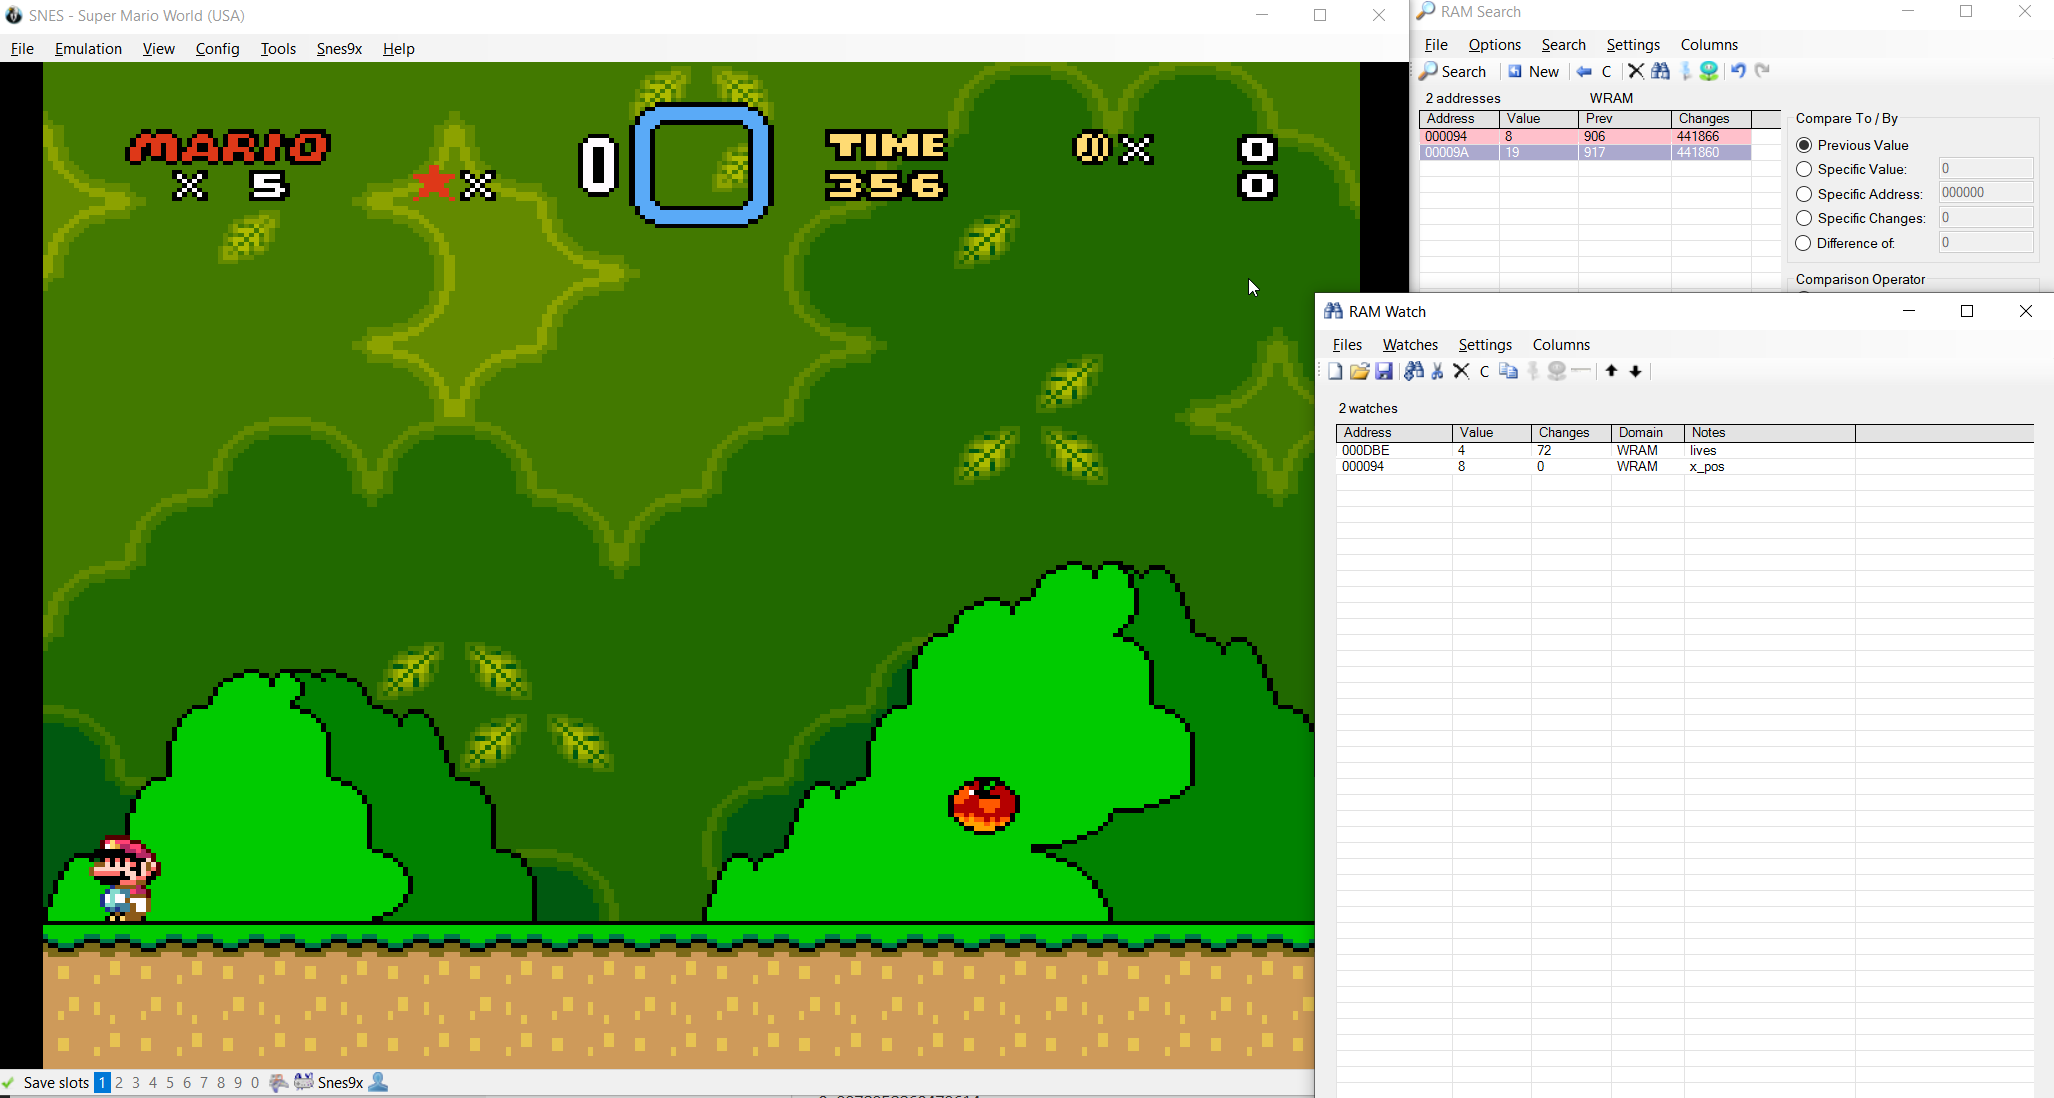 SNES - Super Mario World (USA)
File Emulation View Config Tools Snes9x Help
MARIO
x 5
x
0
TIME
356
x 0
0
Save slots 1 2 3 4 5 6 7 8 9 0 Snes9x
RAM Search
File Options Search Settings Columns
Search New C
2 addresses WRAM
Address Value Prev Changes
000094 8 906 441866
00009A 19 917 441860
Compare To / By
Previous Value
Specific Value: 0
Specific Address: 000000
Specific Changes: 0
Difference of: 0
Comparison Operator
RAM Watch
Files Watches Settings Columns
C
2 watches
Address Value Changes Domain Notes
000DBE 4 72 WRAM lives
000094 8 0 WRAM x_pos